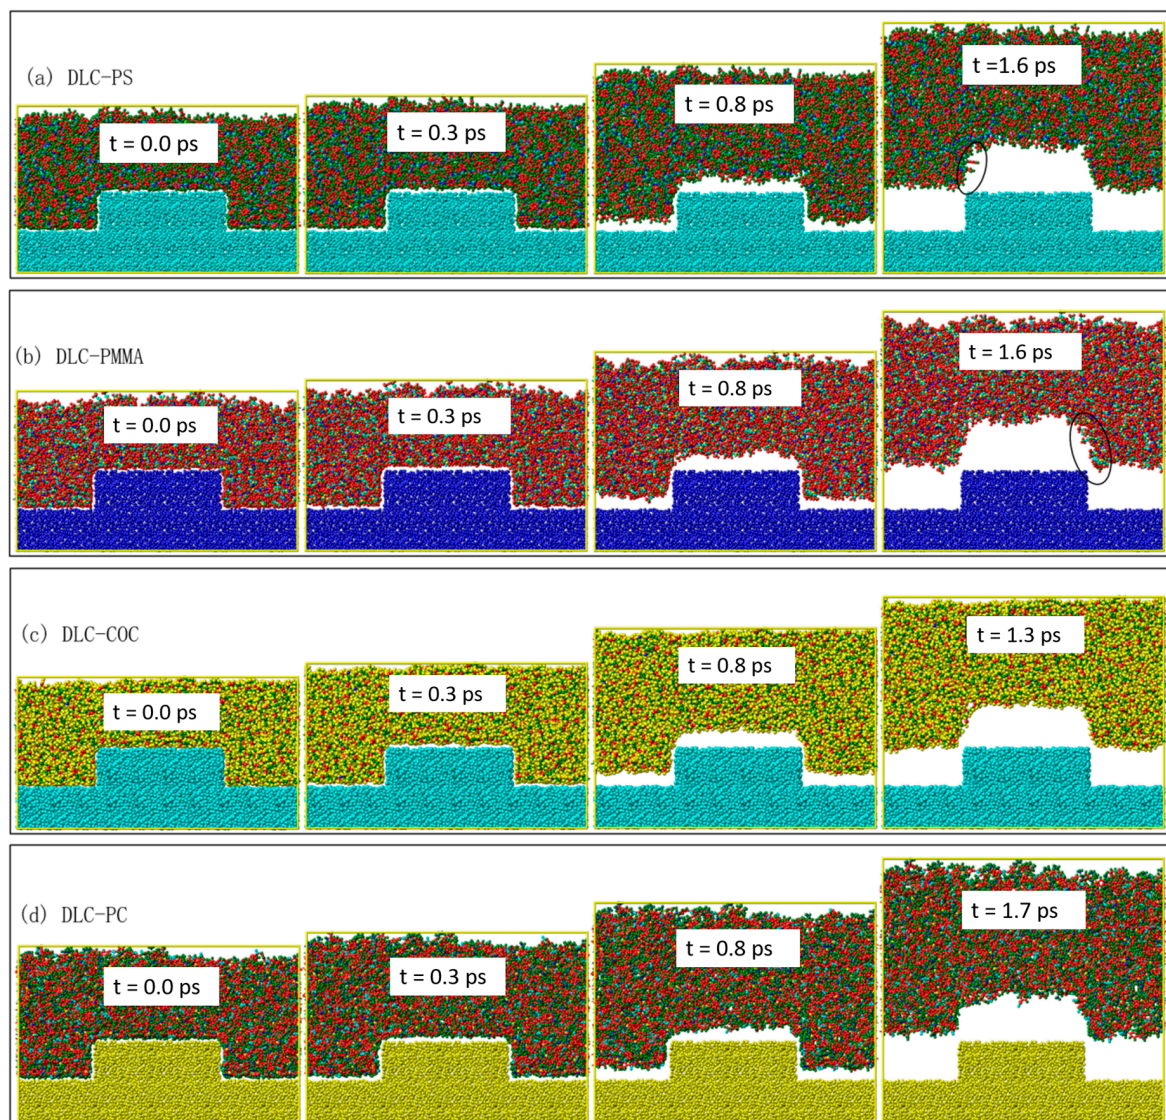 (a) DLC-PS
t = 0.0 ps
t = 0.3 ps
t = 0.8 ps
t =1.6 ps
(b) DLC-PMMA
t = 0.0 ps
t = 0.3 ps
t = 0.8 ps
t = 1.6 ps
(c) DLC-COC
t = 0.0 ps
t = 0.3 ps
t = 0.8 ps
t = 1.3 ps
(d) DLC-PC
t = 0.0 ps
t = 0.3 ps
t = 0.8 ps
t = 1.7 ps